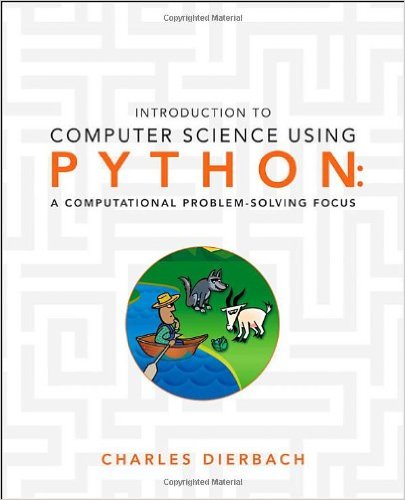 Copyrighted Material
INTRODUCTION TO
COMPUTER SCIENCE USING
PYTHON:
A COMPUTATIONAL PROBLEM-SOLVING FOCUS
CHARLES DIERBACH
Copyrighted Material